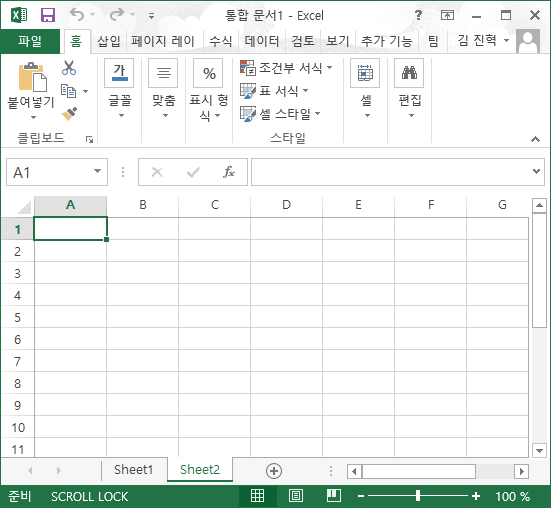 통합 문서1 - Excel
파일 홈 삽입 페이지 레이 수식 데이터 검토 보기 추가 기능 팀 김 진혁
붙여넣기
클립보드
가
글꼴
맞춤
%
표시 형
식
조건부 서식
표 서식
셀 스타일
스타일
셀
편집
A1 fx
A B C D E F G
1
2
3
4
5
6
7
8
9
10
11
Sheet1 Sheet2
준비 SCROLL LOCK 100 %